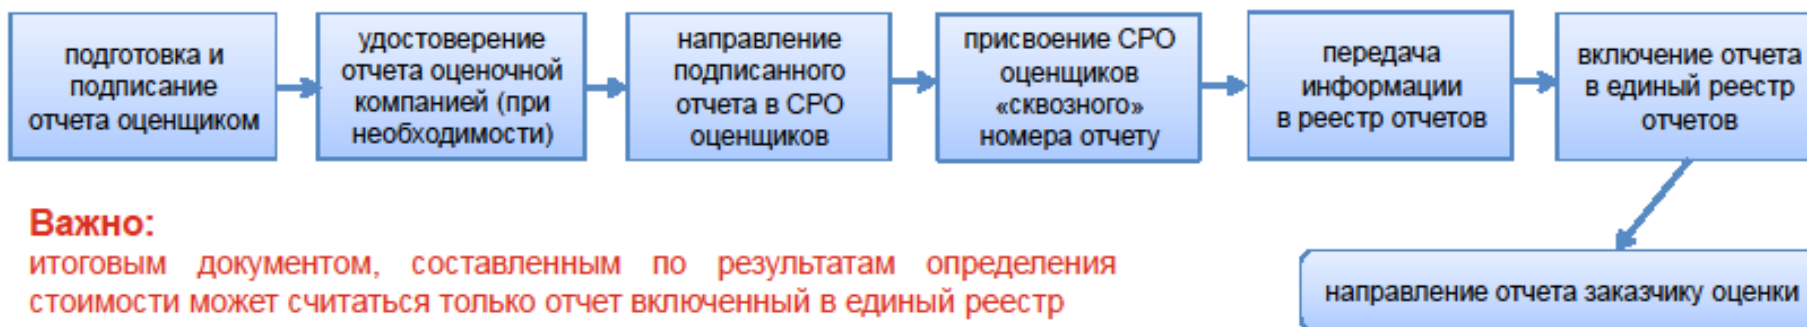 подготовка и
подписание
отчета оценщиком
удостоверение
отчета оценочной
компанией (при
необходимости)
направление
подписанного
отчета в СРО
оценщиков
присвоение СРО
оценщиков
«сквозного»
номера отчету
передача
информации
в реестр отчетов
включение отчета
в единый реестр
отчетов
Важно:
итоговым документом, составленным по результатам определения
стоимости может считаться только отчет включенный в единый реестр
направление отчета заказчику оценки